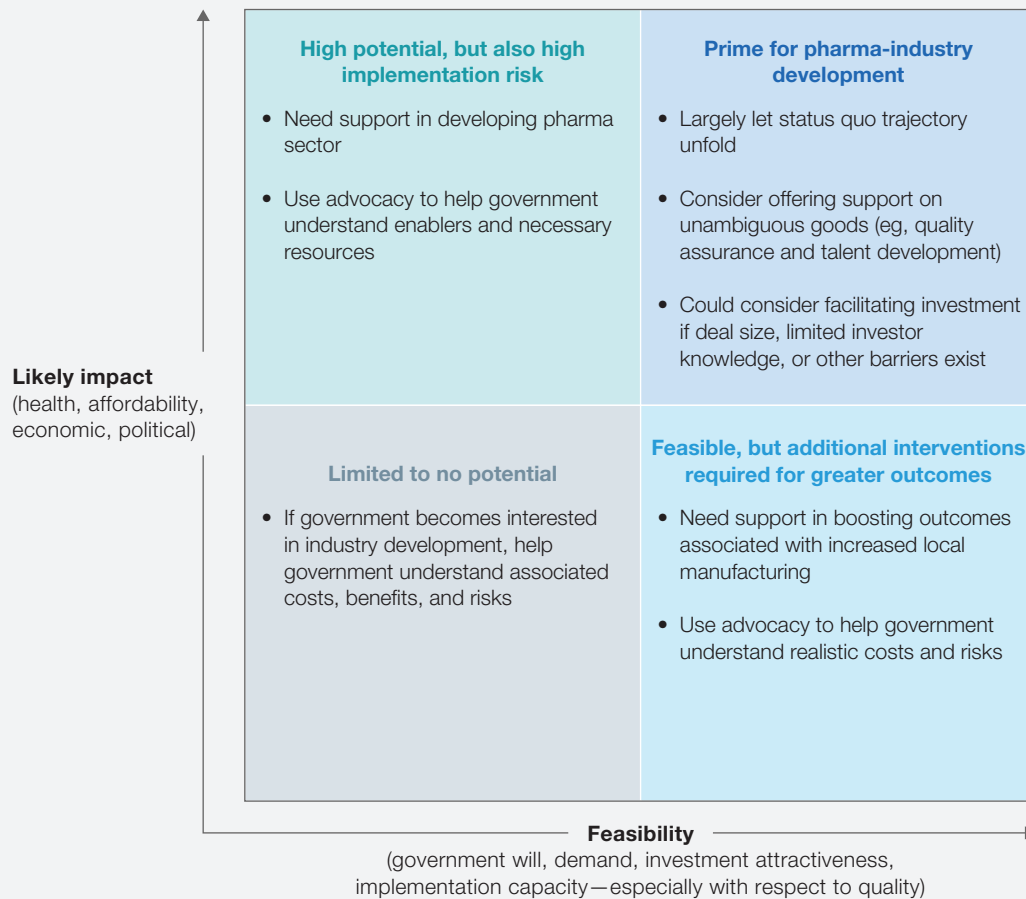 High potential, but also high
implementation risk
• Need support in developing pharma
sector
• Use advocacy to help government
understand enablers and necessary
resources
Prime for pharma-industry
development
• Largely let status quo trajectory
unfold
• Consider offering support on
unambiguous goods (eg, quality
assurance and talent development)
• Could consider facilitating investment
if deal size, limited investor
knowledge, or other barriers exist
Likely impact
(health, affordability,
economic, political)
Limited to no potential
• If government becomes interested
in industry development, help
government understand associated
costs, benefits, and risks
Feasible, but additional interventions
required for greater outcomes
• Need support in boosting outcomes
associated with increased local
manufacturing
• Use advocacy to help government
understand realistic costs and risks
Feasibility
(government will, demand, investment attractiveness,
implementation capacity—especially with respect to quality)